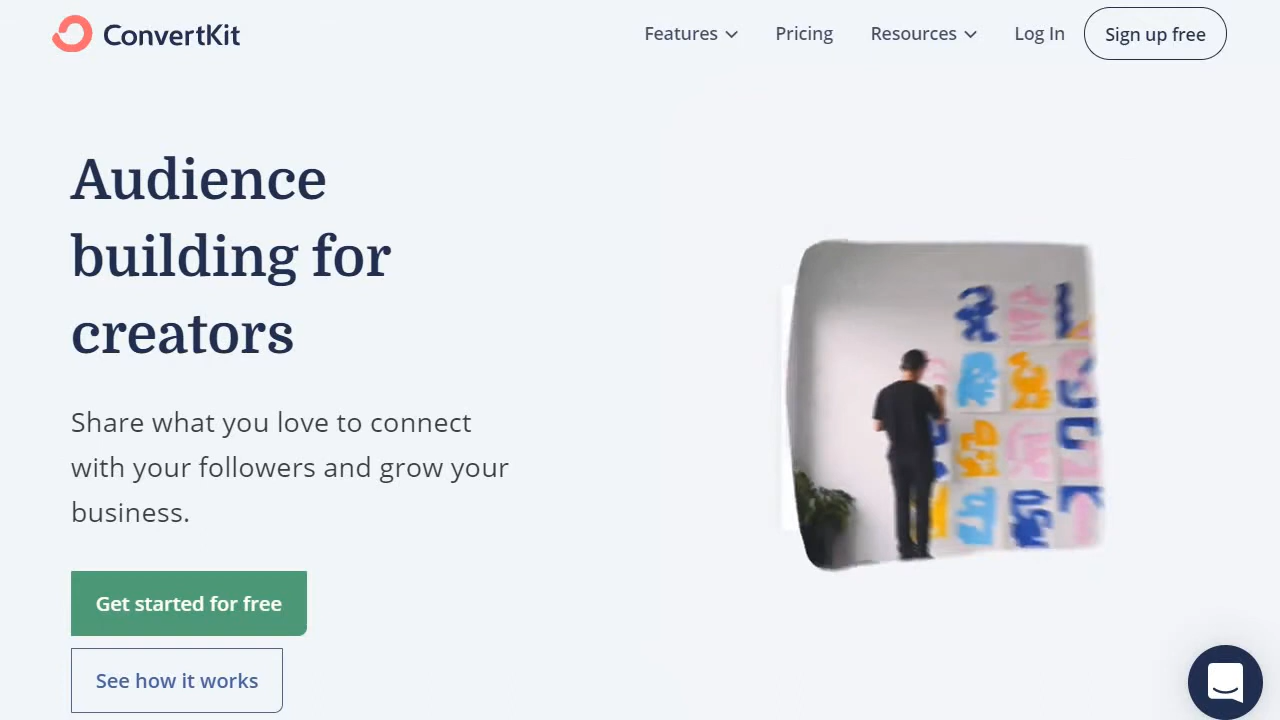 ConvertKit
Features
Pricing
Resources
Log In
Sign up free
Audience
building for
creators
Share what you love to connect
with your followers and grow your
business.
Get started for free
See how it works